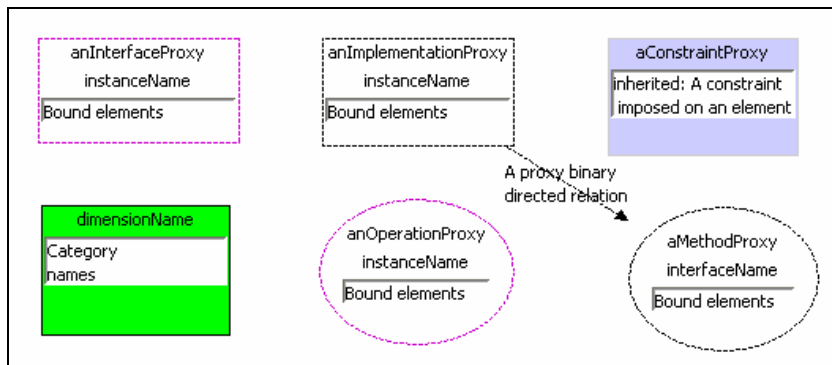 anInterfaceProxy
instanceName
Bound elements
anImplementationProxy
instanceName
Bound elements
aConstraintProxy
inherited: A constraint
imposed on an element
A proxy binary
directed relation
dimensionName
Category
names
anOperationProxy
instanceName
Bound elements
aMethodProxy
interfaceName
Bound elements